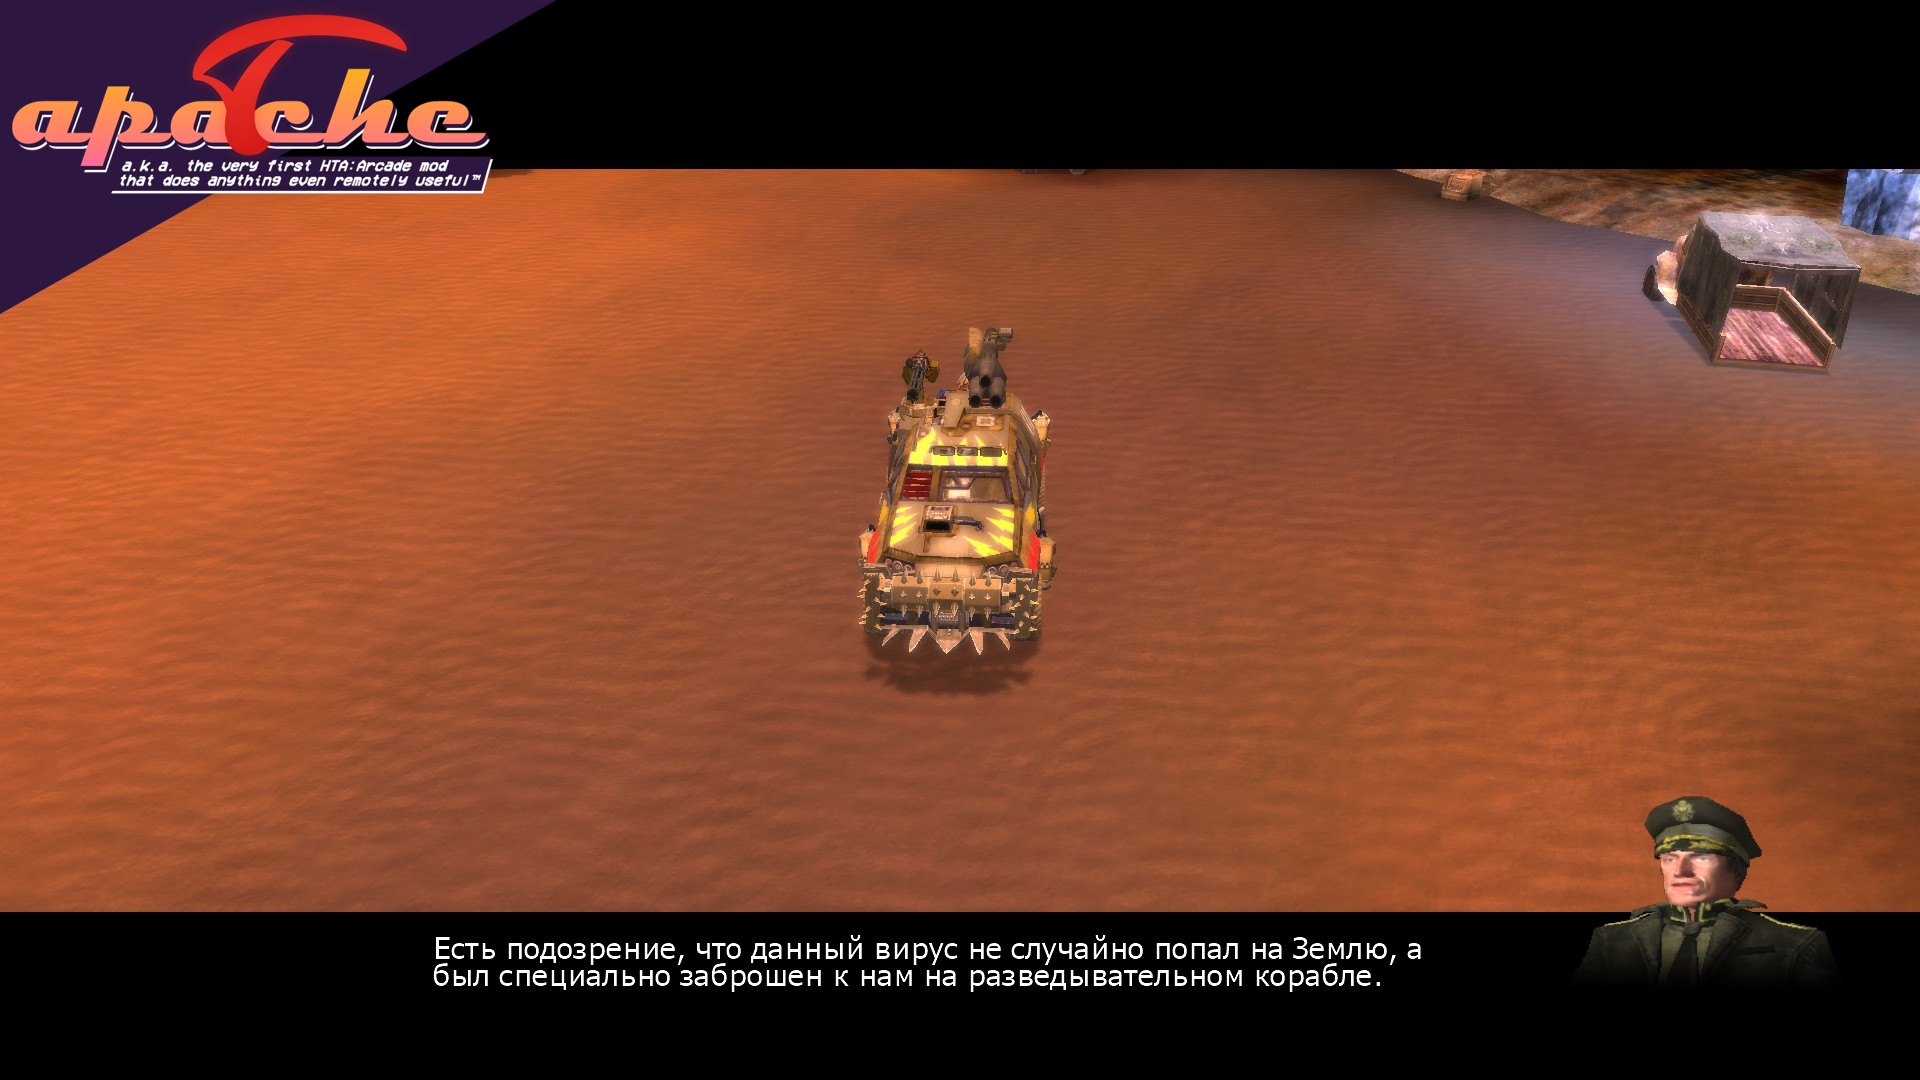 apache
a.k.a. the very first HTA:Arcade mod
that does anything even remotely useful™
Есть подозрение, что данный вирус не случайно попал на Землю, а
был специально заброшен к нам на разведывательном корабле.